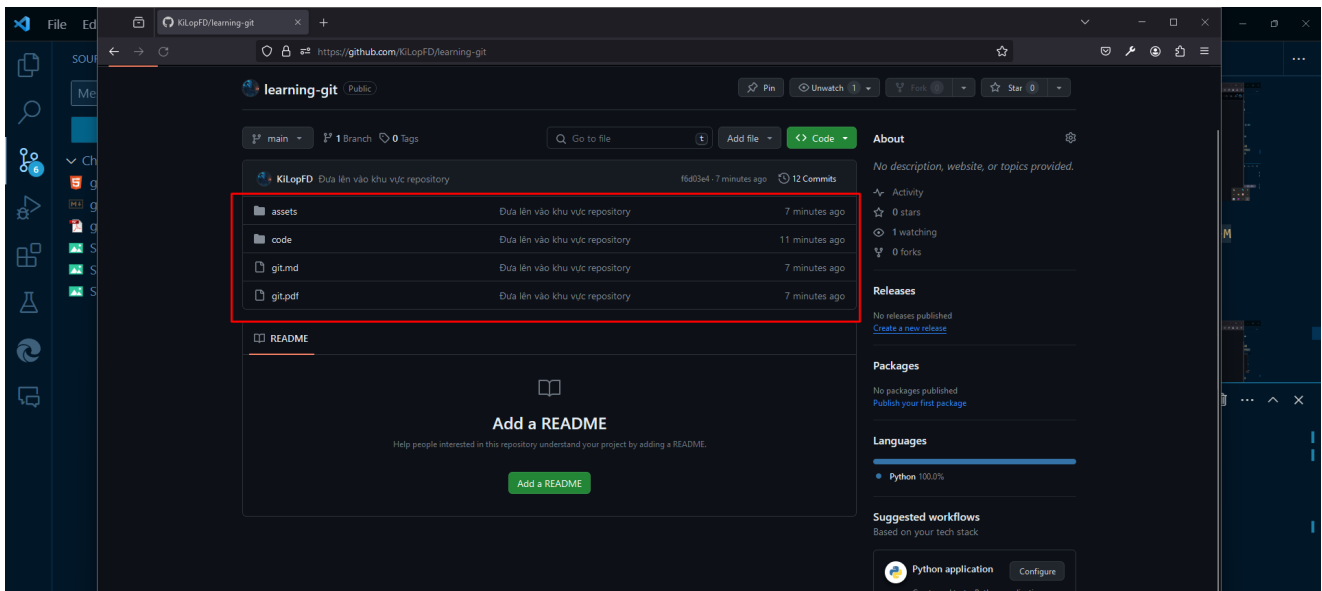 File Ed
KiLopFD/learning-git
https://github.com/KiLopFD/learning-git
SOUR
Me
Ch
6
g
g
g
S
S
S
learning-git Public
Pin
Unwatch 1
Fork 0
Star 0
main
1 Branch
0 Tags
Go to file
t
Add file
Code
KiLopFD Đưa lên vào khu vực repository
f6d03e4 · 7 minutes ago
12 Commits
assets Đưa lên vào khu vực repository 7 minutes ago
code Đưa lên vào khu vực repository 11 minutes ago
git.md Đưa lên vào khu vực repository 7 minutes ago
git.pdf Đưa lên vào khu vực repository 7 minutes ago
README
Add a README
Help people interested in this repository understand your project by adding a README.
Add a README
About
No description, website, or topics provided.
Activity
0 stars
1 watching
0 forks
Releases
No releases published
Create a new release
Packages
No packages published
Publish your first package
Languages
Python 100.0%
Suggested workflows
Based on your tech stack
Python application
Configure
M